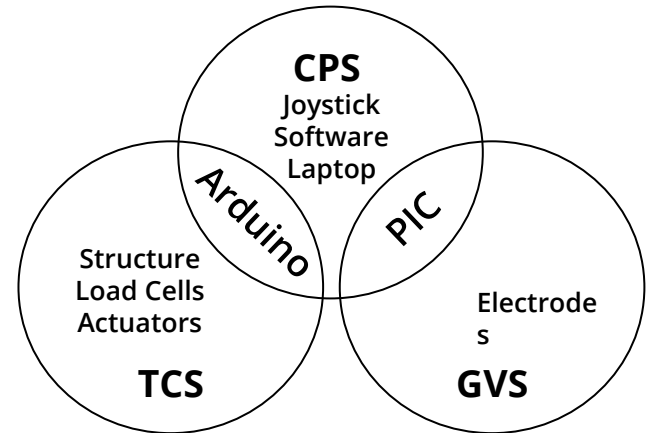 CPS
Joystick
Software
Laptop
Arduino
PIC
Structure
Load Cells
Actuators
TCS
Electrode
s
GVS